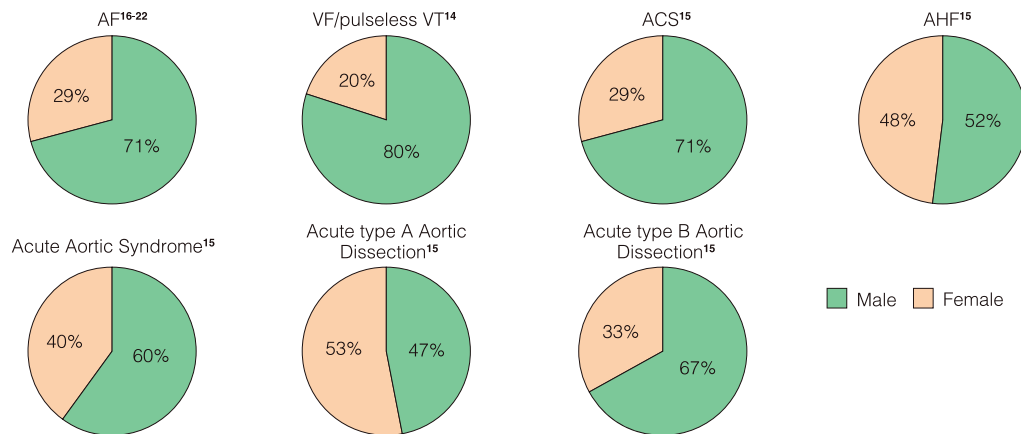 AF16-22
VF/pulseless VT14
ACS15
AHF15
29%
71%
20%
80%
29%
71%
48%
52%
Acute Aortic Syndrome15
Acute type A Aortic
Dissection15
Acute type B Aortic
Dissection15
40%
60%
53%
47%
33%
67%
Male
Female